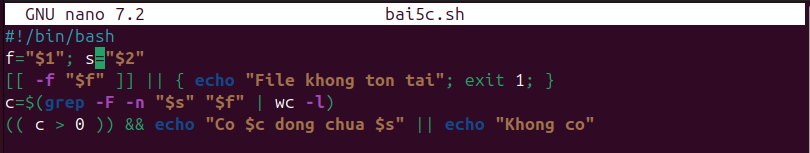 GNU nano 7.2 bai5c.sh
#!/bin/bash
f="$1"; s="$2"
[[ -f "$f" ]] || { echo "File khong ton tai"; exit 1; }
c=$(grep -F -n "$s" "$f" | wc -l)
(( c > 0 )) && echo "Co $c dong chua $s" || echo "Khong co"